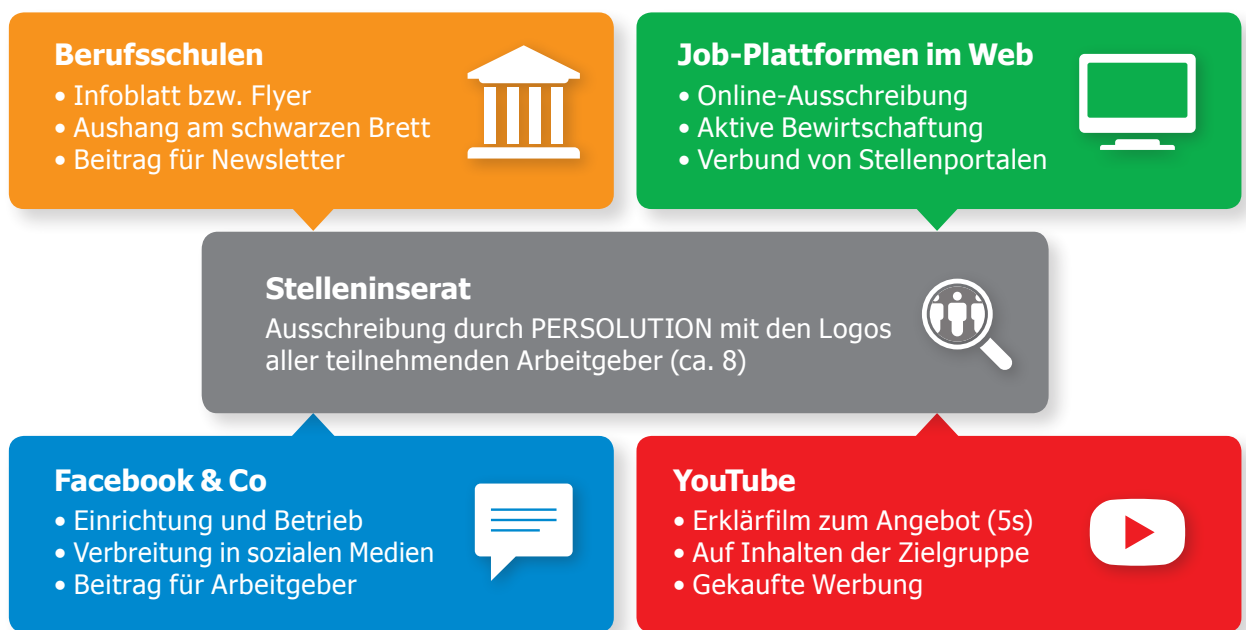 Berufsschulen
• Infoblatt bzw. Flyer
• Aushang am schwarzen Brett
• Beitrag für Newsletter
Job-Plattformen im Web
• Online-Ausschreibung
• Aktive Bewirtschaftung
• Verbund von Stellenportalen
Stelleninserat
Ausschreibung durch PERSOLUTION mit den Logos
aller teilnehmenden Arbeitgeber (ca. 8)
Facebook & Co
• Einrichtung und Betrieb
• Verbreitung in sozialen Medien
• Beitrag für Arbeitgeber
YouTube
• Erklärfilm zum Angebot (5s)
• Auf Inhalten der Zielgruppe
• Gekaufte Werbung